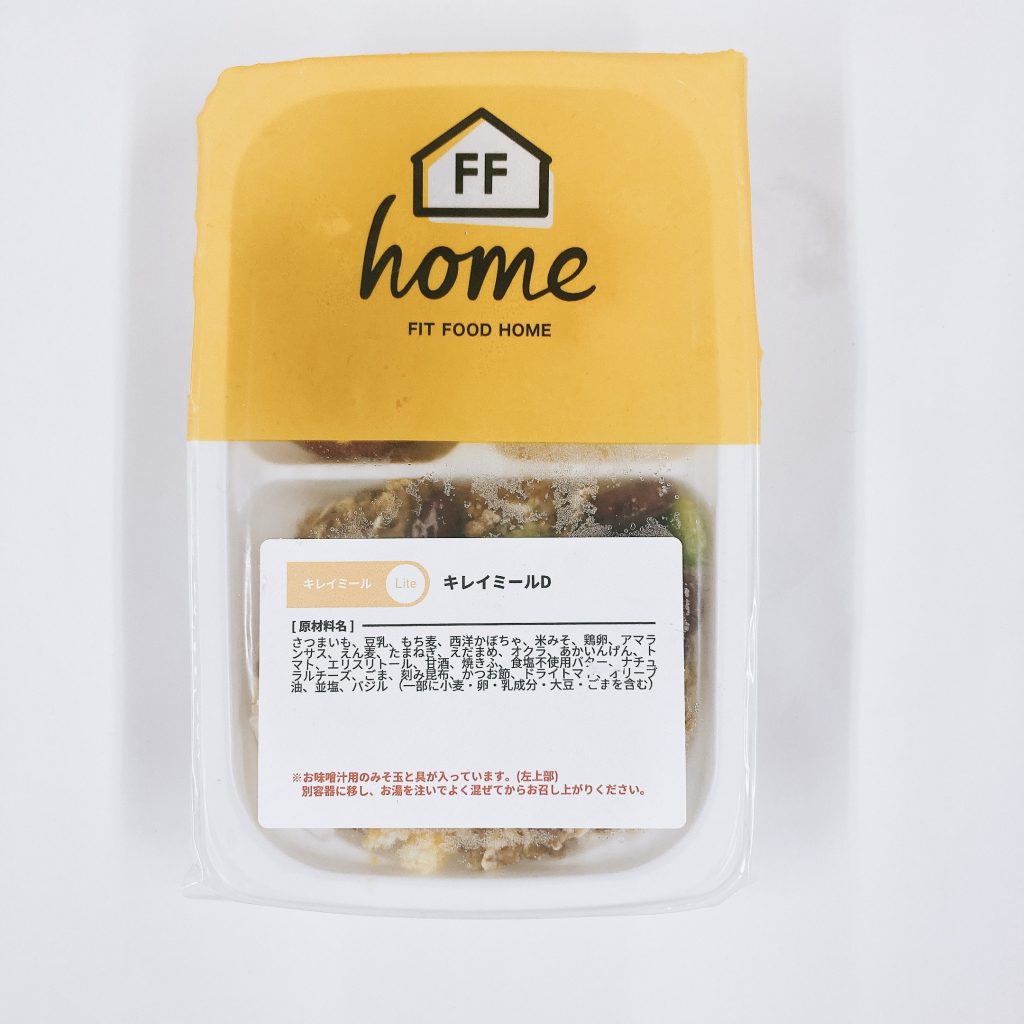 FF
home
FIT FOOD HOME
キレイミール Lite キレイミールD
[ 原材料名 ]
さつまいも、豆乳、もち麦、西洋かぼちゃ、米みそ、鶏卵、アマラ
ンサス、えん麦、たまねぎ、えだまめ、オクラ、あかいんげん、ト
マト、エリスリトール、甘酒、焼きふ、食塩不使用バター、ナチュ
ラルチーズ、ごま、刻み昆布、かつお節、ドライトマト、オリーブ
油、並塩、バジル （一部に小麦・卵・乳成分・大豆・ごまを含む）
※お味噌汁用のみそ玉と具が入っています。(左上部)
別容器に移し、お湯を注いでよく混ぜてからお召し上がりください。